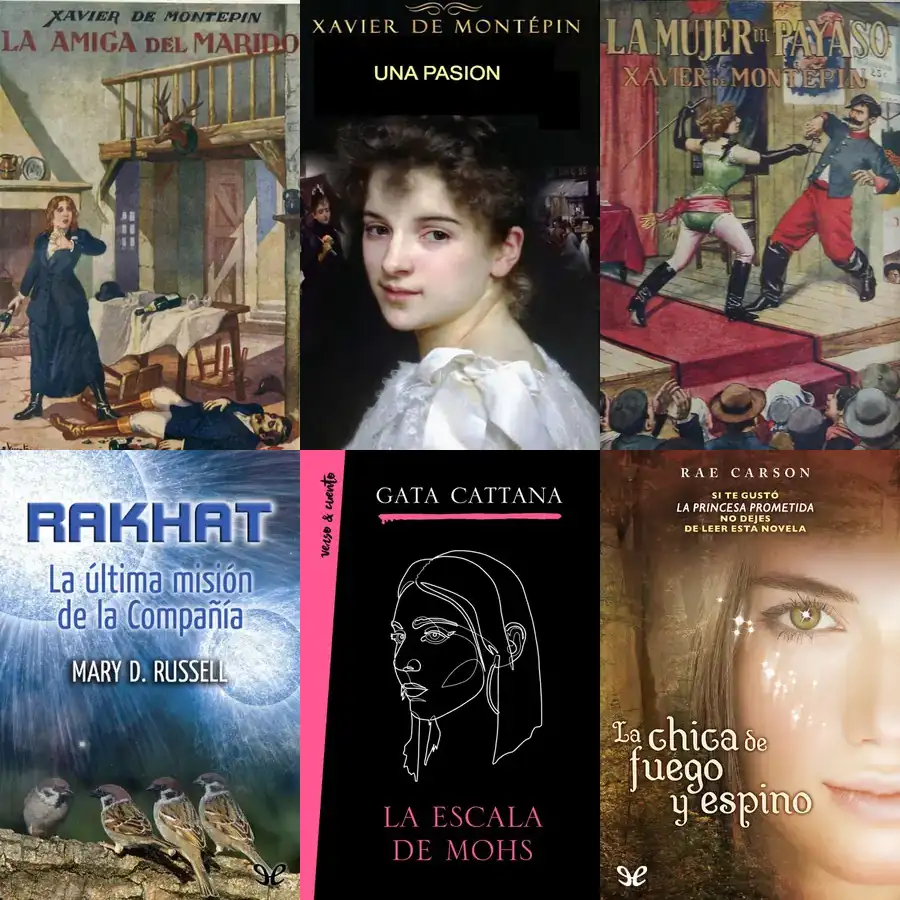 XAVIER DE MONTEPIN
LA AMIGA DEL MARIDO
XAVIER DE MONTÉPIN
UNA PASION
LA MUJER DEL PAYASO
XAVIER DE MONTEPIN
RAKHAT
La última misión
de la Compañía
MARY D. RUSSELL
verso & cuento
GATA CATTANA
LA ESCALA
DE MOHS
RAE CARSON
SI TE GUSTÓ
LA PRINCESA PROMETIDA
NO DEJES
DE LEER ESTA NOVELA
La chica de
fuego
y espino